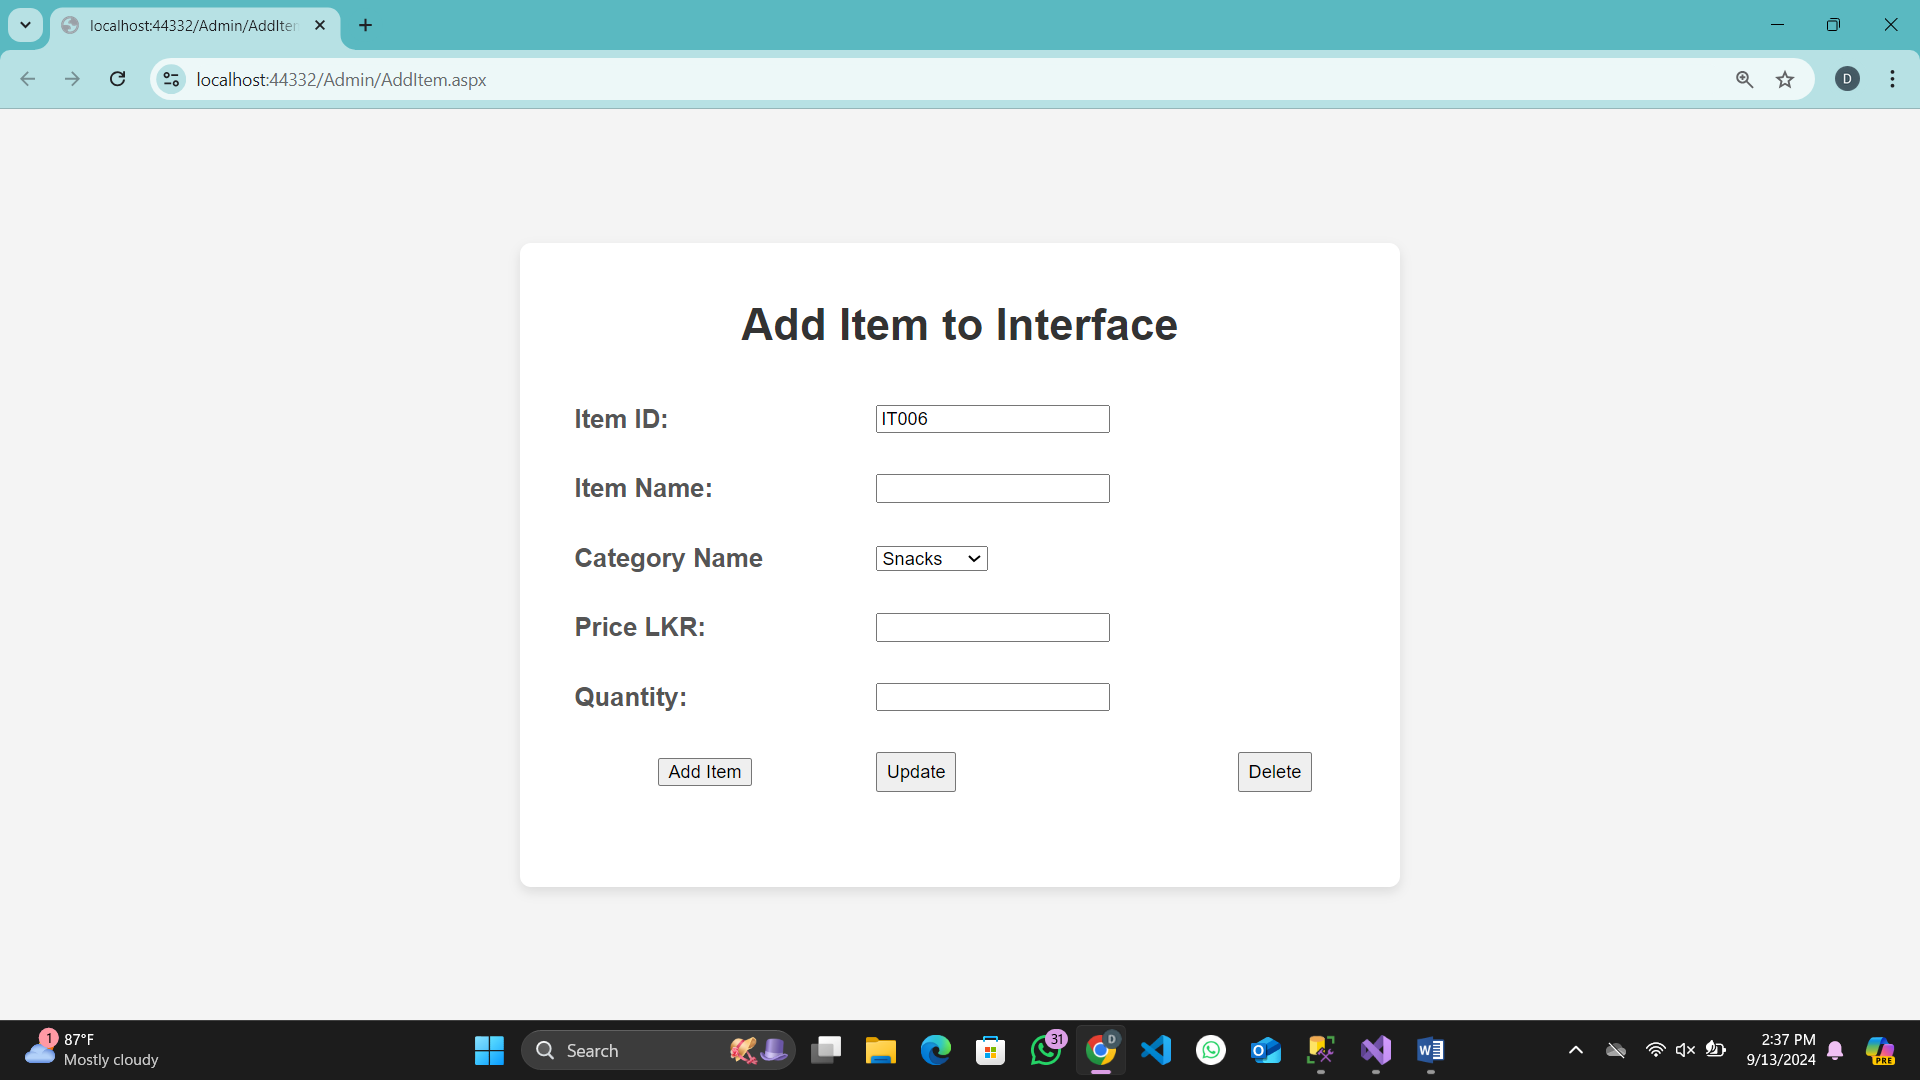 localhost:44332/Admin/AddIter
localhost:44332/Admin/AddItem.aspx
D
Add Item to Interface
Item ID: IT006
Item Name:
Category Name Snacks
Price LKR:
Quantity:
Add Item Update Delete
1
87°F
Mostly cloudy
Search
31
D
2:37 PM
9/13/2024
PRE